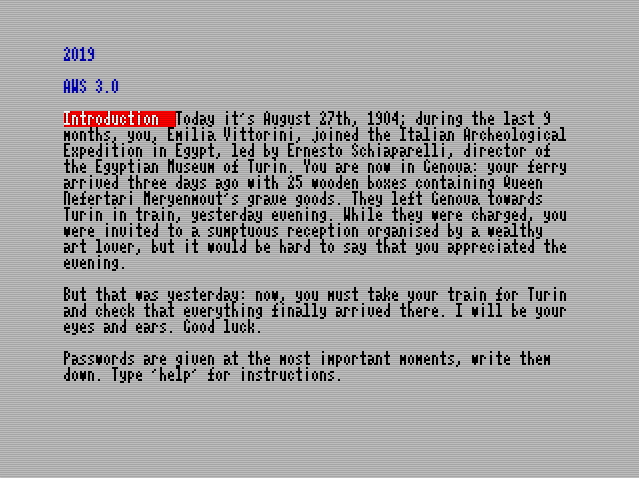 2019
AWS 3.0
Introduction Today it's August 27th, 1904; during the last 9
months, you, Emilia Vittorini, joined the Italian Archeological
Expedition in Egypt, led by Ernesto Schiaparelli, director of
the Egyptian Museum of Turin. You are now in Genova: your ferry
arrived three days ago with 25 wooden boxes containing Queen
Nefertari Meryenmout's grave goods. They left Genova towards
Turin in train, yesterday evening. While they were charged, you
were invited to a sumptuous reception organised by a wealthy
art lover, but it would be hard to say that you appreciated the
evening.
But that was yesterday: now, you must take your train for Turin
and check that everything finally arrived there. I will be your
eyes and ears. Good luck.
Passwords are given at the most important moments, write them
down. Type 'help' for instructions.